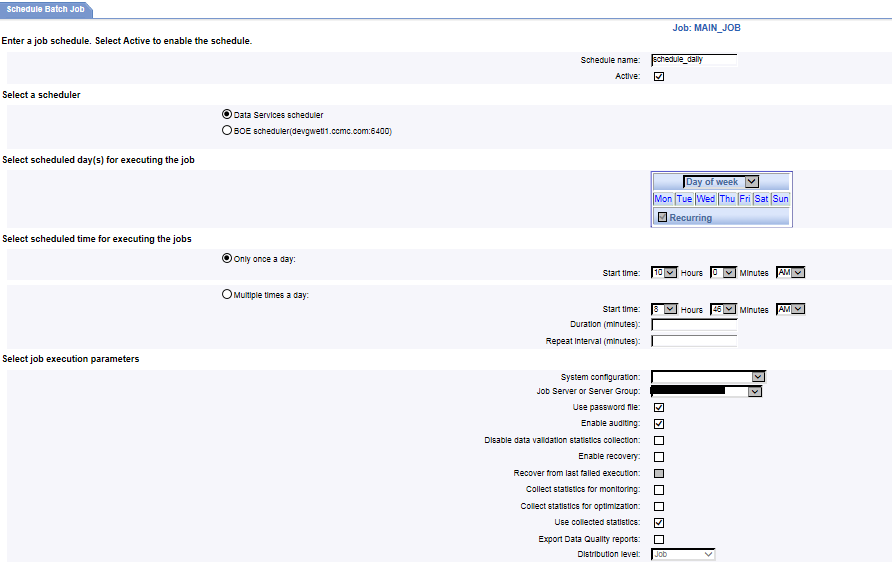 Schedule Batch Job
Job: MAIN_JOB
Enter a job schedule. Select Active to enable the schedule.
Schedule name: schedule_daily
Active:
Select a scheduler
Data Services scheduler
BOE scheduler(devgwetl1.ccmc.com:6400)
Select scheduled day(s) for executing the job
Day of week
Mon Tue Wed Thu Fri Sat Sun
Recurring
Select scheduled time for executing the jobs
Only once a day:
Start time: 10 Hours 0 Minutes AM
Multiple times a day:
Start time: 8 Hours 46 Minutes AM
Duration (minutes):
Repeat interval (minutes):
Select job execution parameters
System configuration:
Job Server or Server Group:
Use password file:
Enable auditing:
Disable data validation statistics collection:
Enable recovery:
Recover from last failed execution:
Collect statistics for monitoring:
Collect statistics for optimization:
Use collected statistics:
Export Data Quality reports:
Distribution level: Job